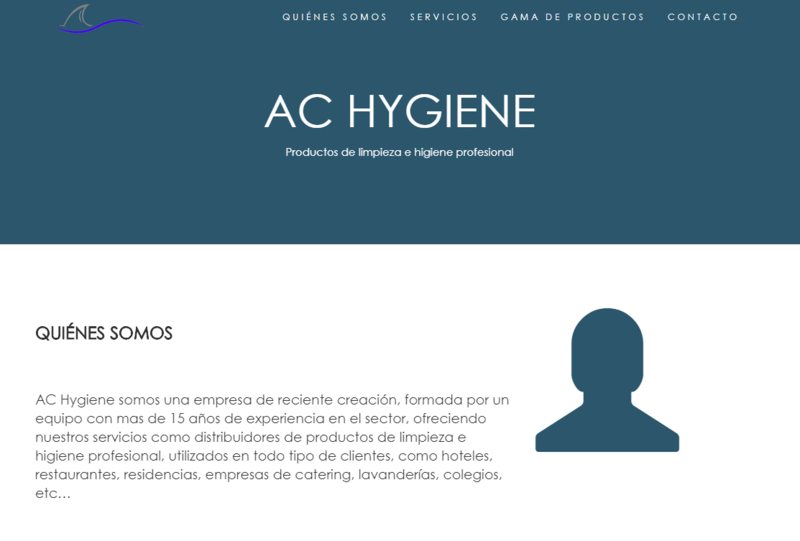 QUIÉNES SOMOS SERVICIOS GAMA DE PRODUCTOS CONTACTO
AC HYGIENE
Productos de limpieza e higiene profesional
QUIÉNES SOMOS
AC Hygiene somos una empresa de reciente creación, formada por un
equipo con mas de 15 años de experiencia en el sector, ofreciendo
nuestros servicios como distribuidores de productos de limpieza e
higiene profesional, utilizados en todo tipo de clientes, como hoteles,
restaurantes, residencias, empresas de catering, lavanderías, colegios,
etc...